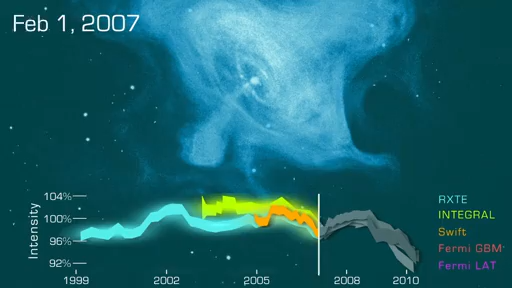 Feb 1, 2007
Intensity
104%
100%
96%
92%
1999
2002
2005
2008
2010
RXTE
INTEGRAL
Swift
Fermi GBM
Fermi LAT